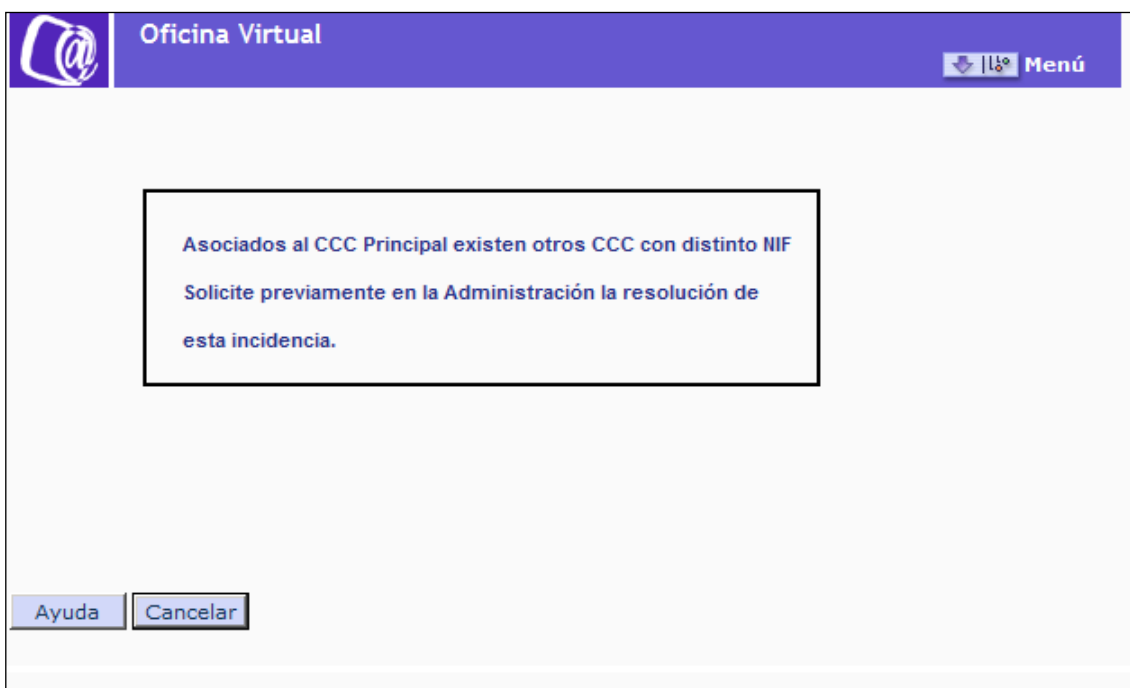 Oficina Virtual
Menú
Asociados al CCC Principal existen otros CCC con distinto NIF
Solicite previamente en la Administración la resolución de
esta incidencia.
Ayuda Cancelar